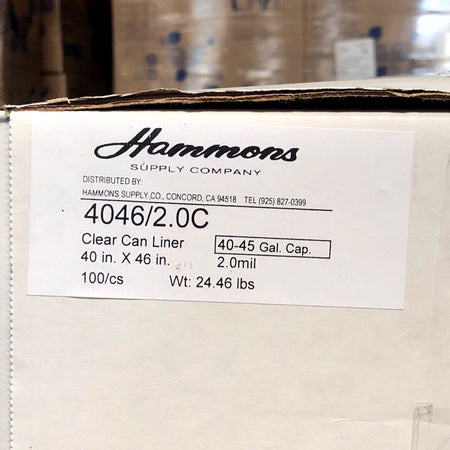 Hammons
SUPPLY COMPANY
DISTRIBUTED BY:
HAMMONS SUPPLY CO., CONCORD, CA 94518 TEL (925) 827-0399
4046/2.0C
Clear Can Liner 40-45 Gal. Cap.
40 in. X 46 in. 2.0mil
100/cs Wt: 24.46 lbs